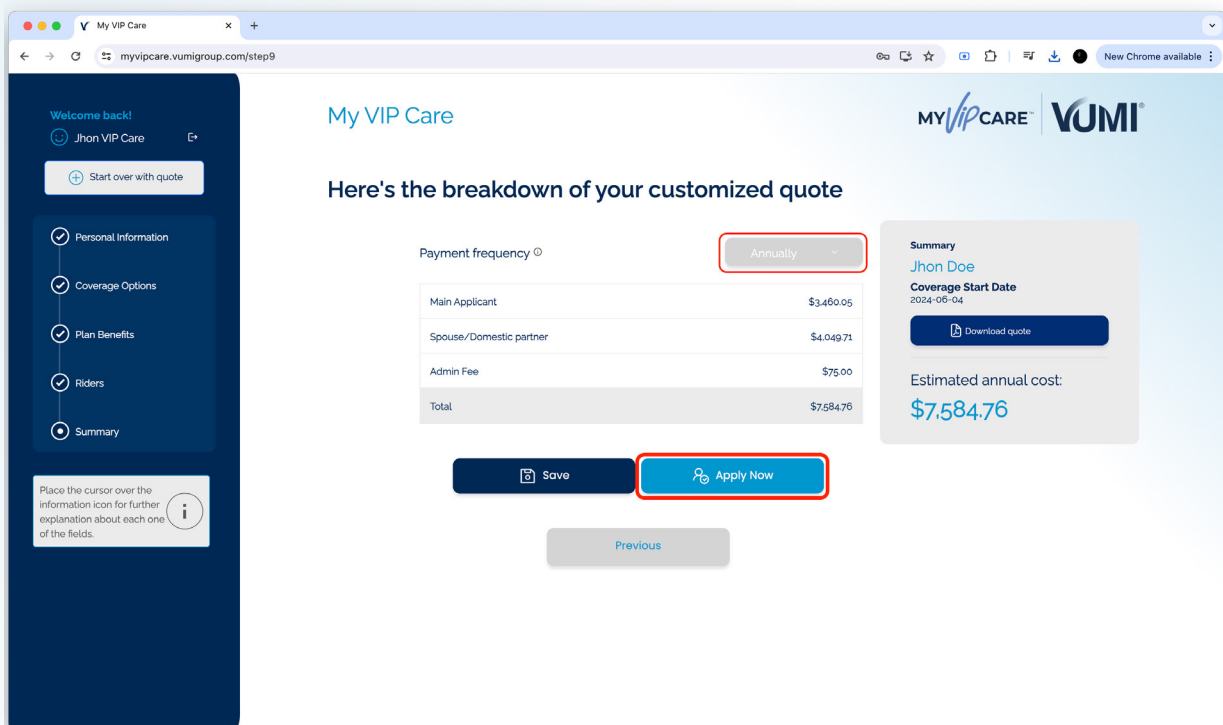 My VIP Care
myvipcare.vumigroup.com/step9
New Chrome available
Welcome back!
Jhon VIP Care
Start over with quote
Personal Information
Coverage Options
Plan Benefits
Riders
Summary
Place the cursor over the
information icon for further
explanation about each one
of the fields.
i
My VIP Care
MY VIP CARE™ VUMI®
Here's the breakdown of your customized quote
Payment frequency
Annually
Main Applicant $3,460.05
Spouse/Domestic partner $4,049.71
Admin Fee $75.00
Total $7,584.76
Save
Apply Now
Previous
Summary
Jhon Doe
Coverage Start Date
2024-06-04
Download quote
Estimated annual cost:
$7,584.76